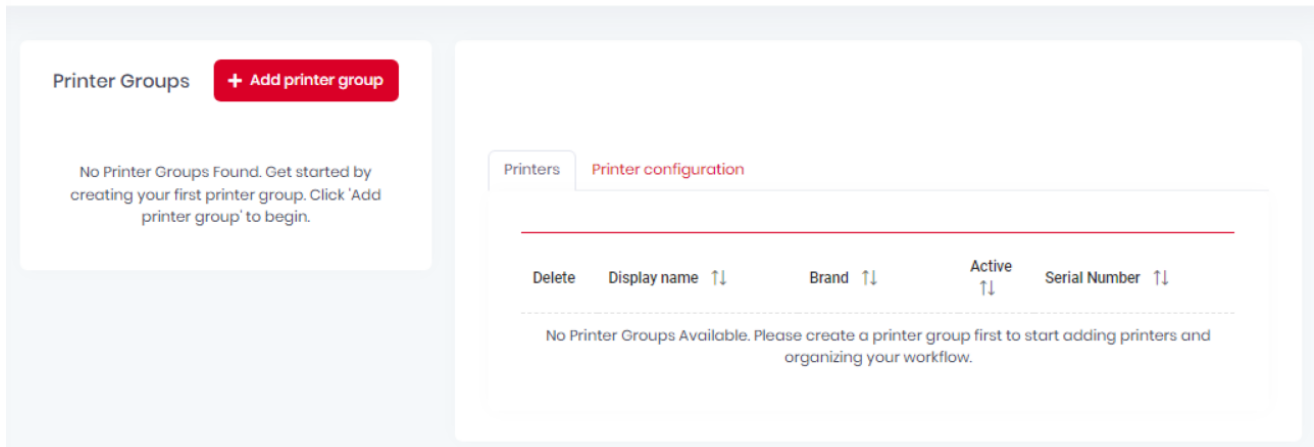 Printer Groups
+ Add printer group
No Printer Groups Found. Get started by
creating your first printer group. Click 'Add
printer group' to begin.
Printers
Printer configuration
Delete
Display name ↑↓
Brand ↑↓
Active ↑↓
Serial Number ↑↓
No Printer Groups Available. Please create a printer group first to start adding printers and
organizing your workflow.